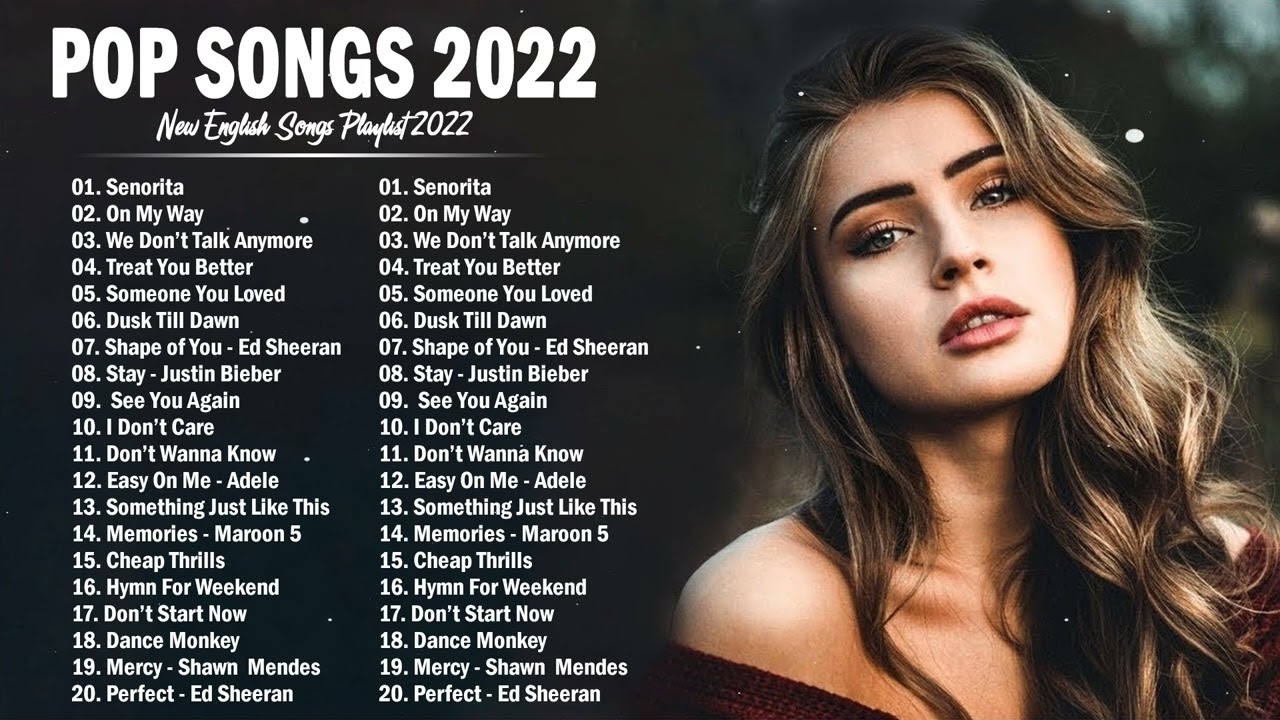 POP SONGS 2022
New English Songs Playlist 2022
01. Senorita
02. On My Way
03. We Don't Talk Anymore
04. Treat You Better
05. Someone You Loved
06. Dusk Till Dawn
07. Shape of You - Ed Sheeran
08. Stay - Justin Bieber
09. See You Again
10. I Don't Care
11. Don't Wanna Know
12. Easy On Me - Adele
13. Something Just Like This
14. Memories - Maroon 5
15. Cheap Thrills
16. Hymn For Weekend
17. Don't Start Now
18. Dance Monkey
19. Mercy - Shawn Mendes
20. Perfect - Ed Sheeran
01. Senorita
02. On My Way
03. We Don't Talk Anymore
04. Treat You Better
05. Someone You Loved
06. Dusk Till Dawn
07. Shape of You - Ed Sheeran
08. Stay - Justin Bieber
09. See You Again
10. I Don't Care
11. Don't Wanna Know
12. Easy On Me - Adele
13. Something Just Like This
14. Memories - Maroon 5
15. Cheap Thrills
16. Hymn For Weekend
17. Don't Start Now
18. Dance Monkey
19. Mercy - Shawn Mendes
20. Perfect - Ed Sheeran